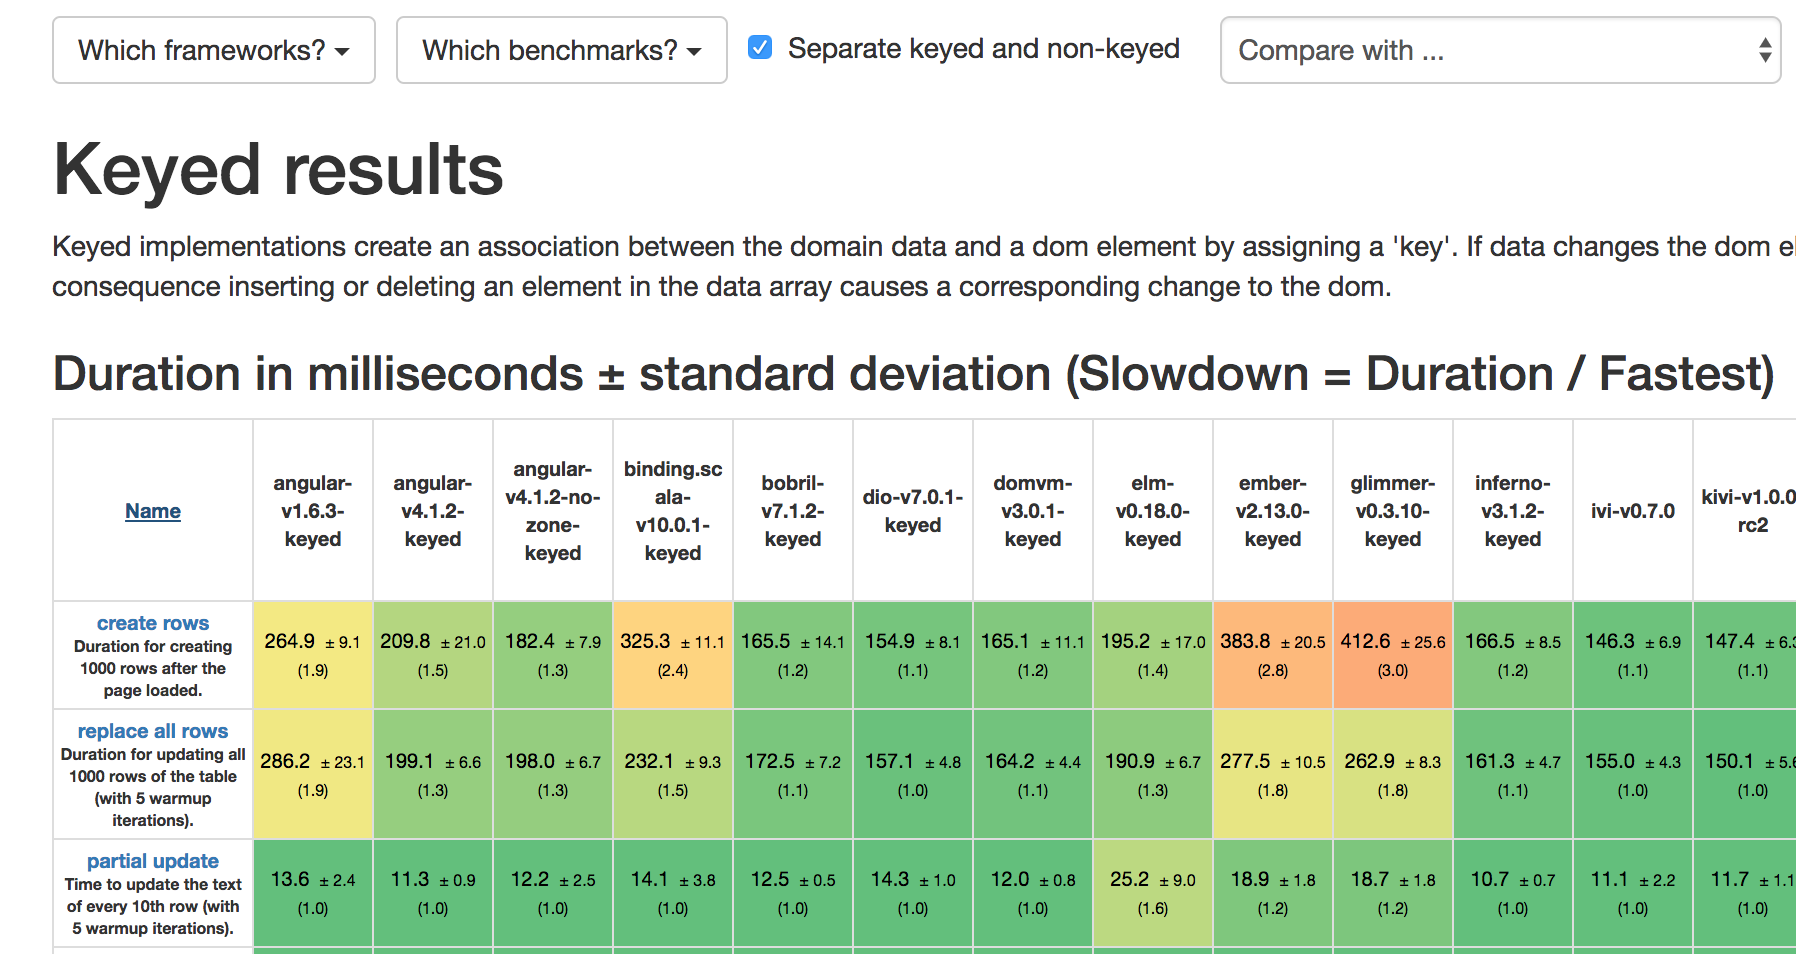 Which frameworks?
Which benchmarks?
Separate keyed and non-keyed
Compare with ...
Keyed results
Keyed implementations create an association between the domain data and a dom element by assigning a 'key'. If data changes the dom
consequence inserting or deleting an element in the data array causes a corresponding change to the dom.
Duration in milliseconds ± standard deviation (Slowdown = Duration / Fastest)
Name
angular-
v1.6.3-
keyed
angular-
v4.1.2-
keyed
angular-
v4.1.2-no-
zone-
keyed
binding.sc
ala-
v10.0.1-
keyed
bobril-
v7.1.2-
keyed
dio-v7.0.1-
keyed
domvm-
v3.0.1-
keyed
elm-
v0.18.0-
keyed
ember-
v2.13.0-
keyed
glimmer-
v0.3.10-
keyed
inferno-
v3.1.2-
keyed
ivi-v0.7.0
kivi-v1.0.0
rc2
create rows
Duration for creating
1000 rows after the
page loaded.
264.9 ± 9.1
(1.9)
209.8 ± 21.0
(1.5)
182.4 ± 7.9
(1.3)
325.3 ± 11.1
(2.4)
165.5 ± 14.1
(1.2)
154.9 ± 8.1
(1.1)
165.1 ± 11.1
(1.2)
195.2 ± 17.0
(1.4)
383.8 ± 20.5
(2.8)
412.6 ± 25.6
(3.0)
166.5 ± 8.5
(1.2)
146.3 ± 6.9
(1.1)
147.4 ± 6.3
(1.1)
replace all rows
Duration for updating all
1000 rows of the table
(with 5 warmup
iterations).
286.2 ± 23.1
(1.9)
199.1 ± 6.6
(1.3)
198.0 ± 6.7
(1.3)
232.1 ± 9.3
(1.5)
172.5 ± 7.2
(1.1)
157.1 ± 4.8
(1.0)
164.2 ± 4.4
(1.1)
190.9 ± 6.7
(1.3)
277.5 ± 10.5
(1.8)
262.9 ± 8.3
(1.8)
161.3 ± 4.7
(1.1)
155.0 ± 4.3
(1.0)
150.1 ± 5.6
(1.0)
partial update
Time to update the text
of every 10th row (with
5 warmup iterations).
13.6 ± 2.4
(1.0)
11.3 ± 0.9
(1.0)
12.2 ± 2.5
(1.0)
14.1 ± 3.8
(1.0)
12.5 ± 0.5
(1.0)
14.3 ± 1.0
(1.0)
12.0 ± 0.8
(1.0)
25.2 ± 9.0
(1.6)
18.9 ± 1.8
(1.2)
18.7 ± 1.8
(1.2)
10.7 ± 0.7
(1.0)
11.1 ± 2.2
(1.0)
11.7 ± 1.1
(1.0)